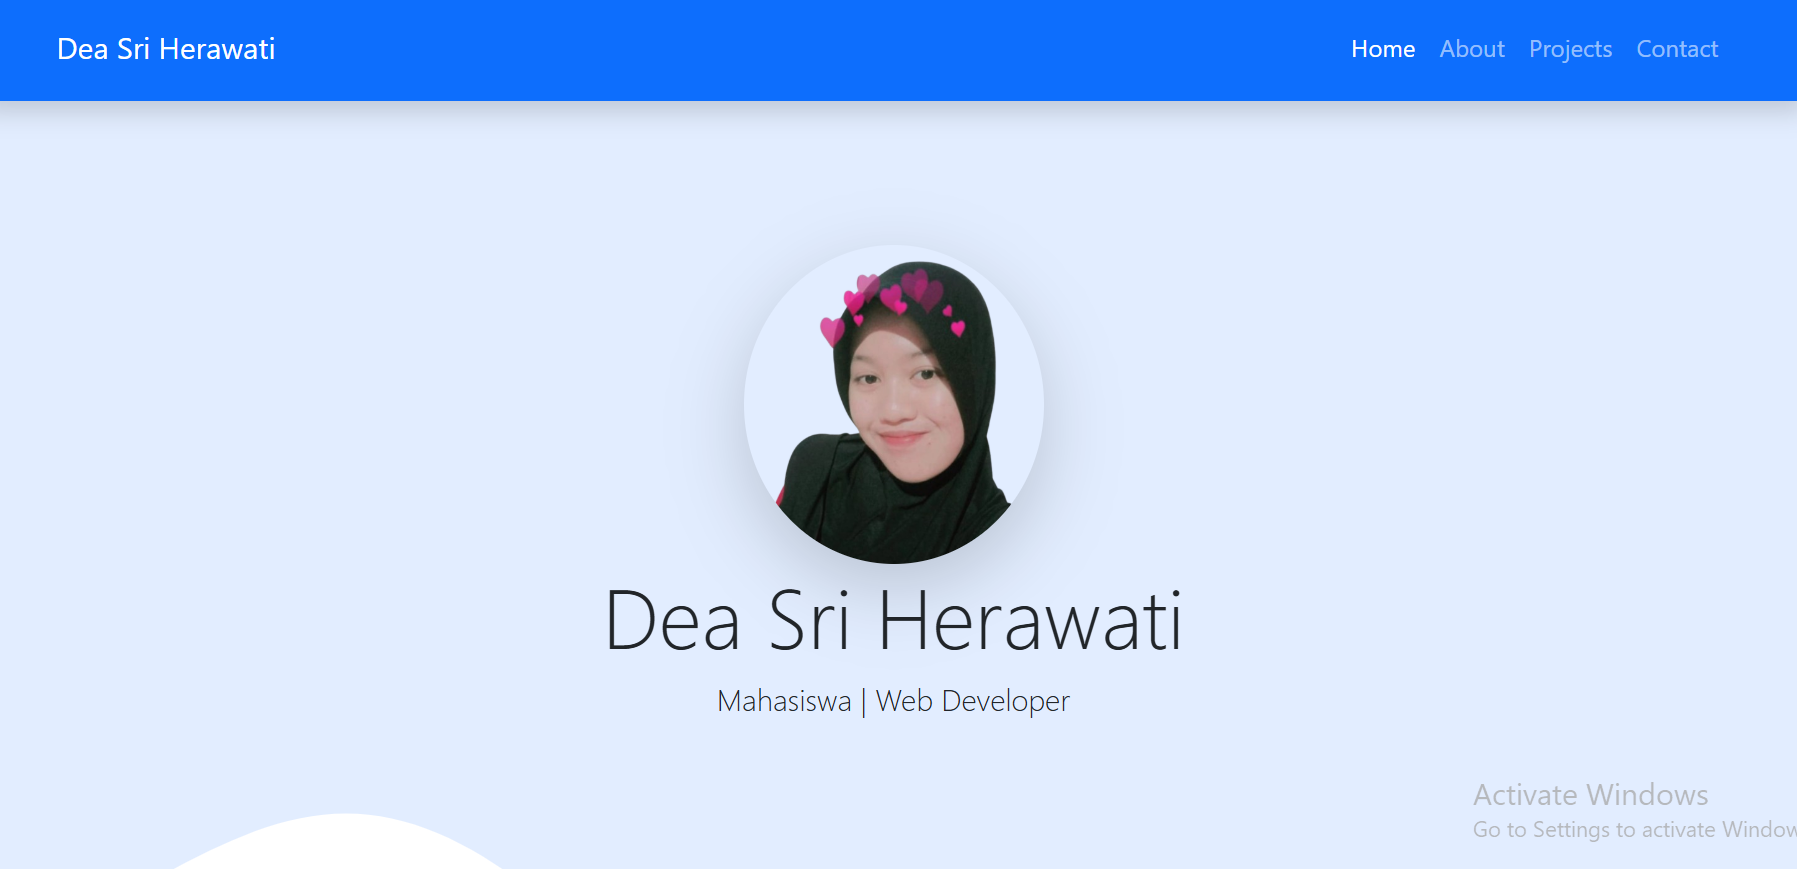 Dea Sri Herawati
Home About Projects Contact
Dea Sri Herawati
Mahasiswa | Web Developer
Activate Windows
Go to Settings to activate Window